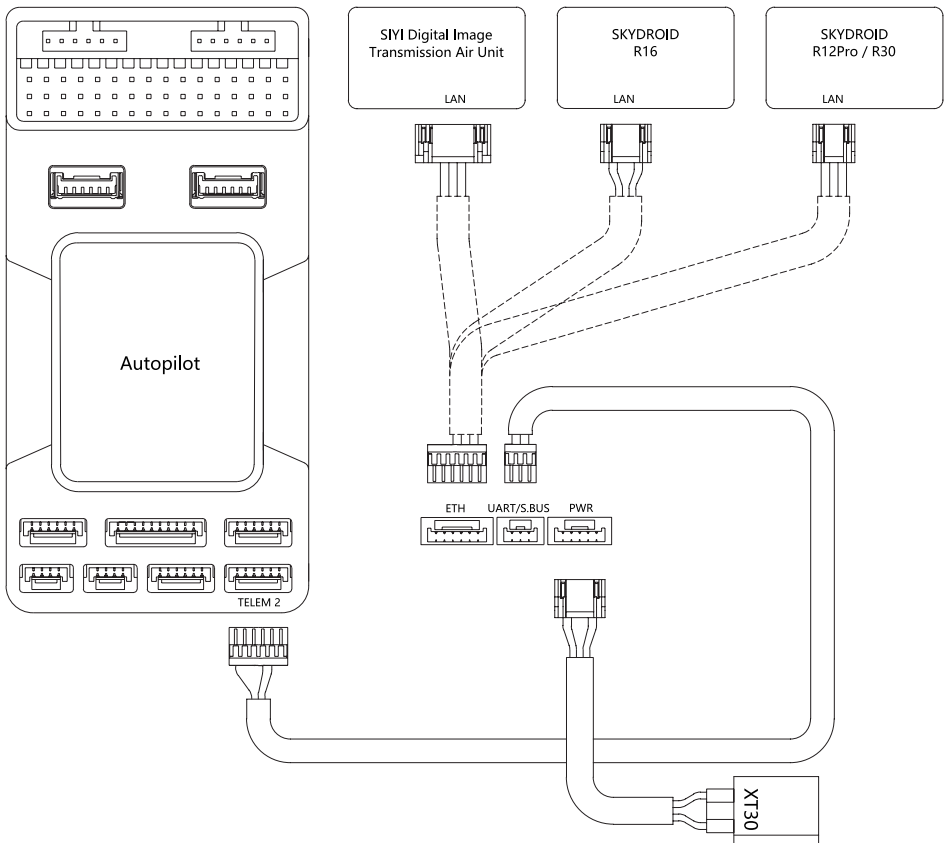 SIYI Digital Image
Transmission Air Unit
LAN
SKYDROID
R16
LAN
SKYDROID
R12Pro / R30
LAN
Autopilot
ETH
UART/S.BUS
PWR
TELEM 2
XT30